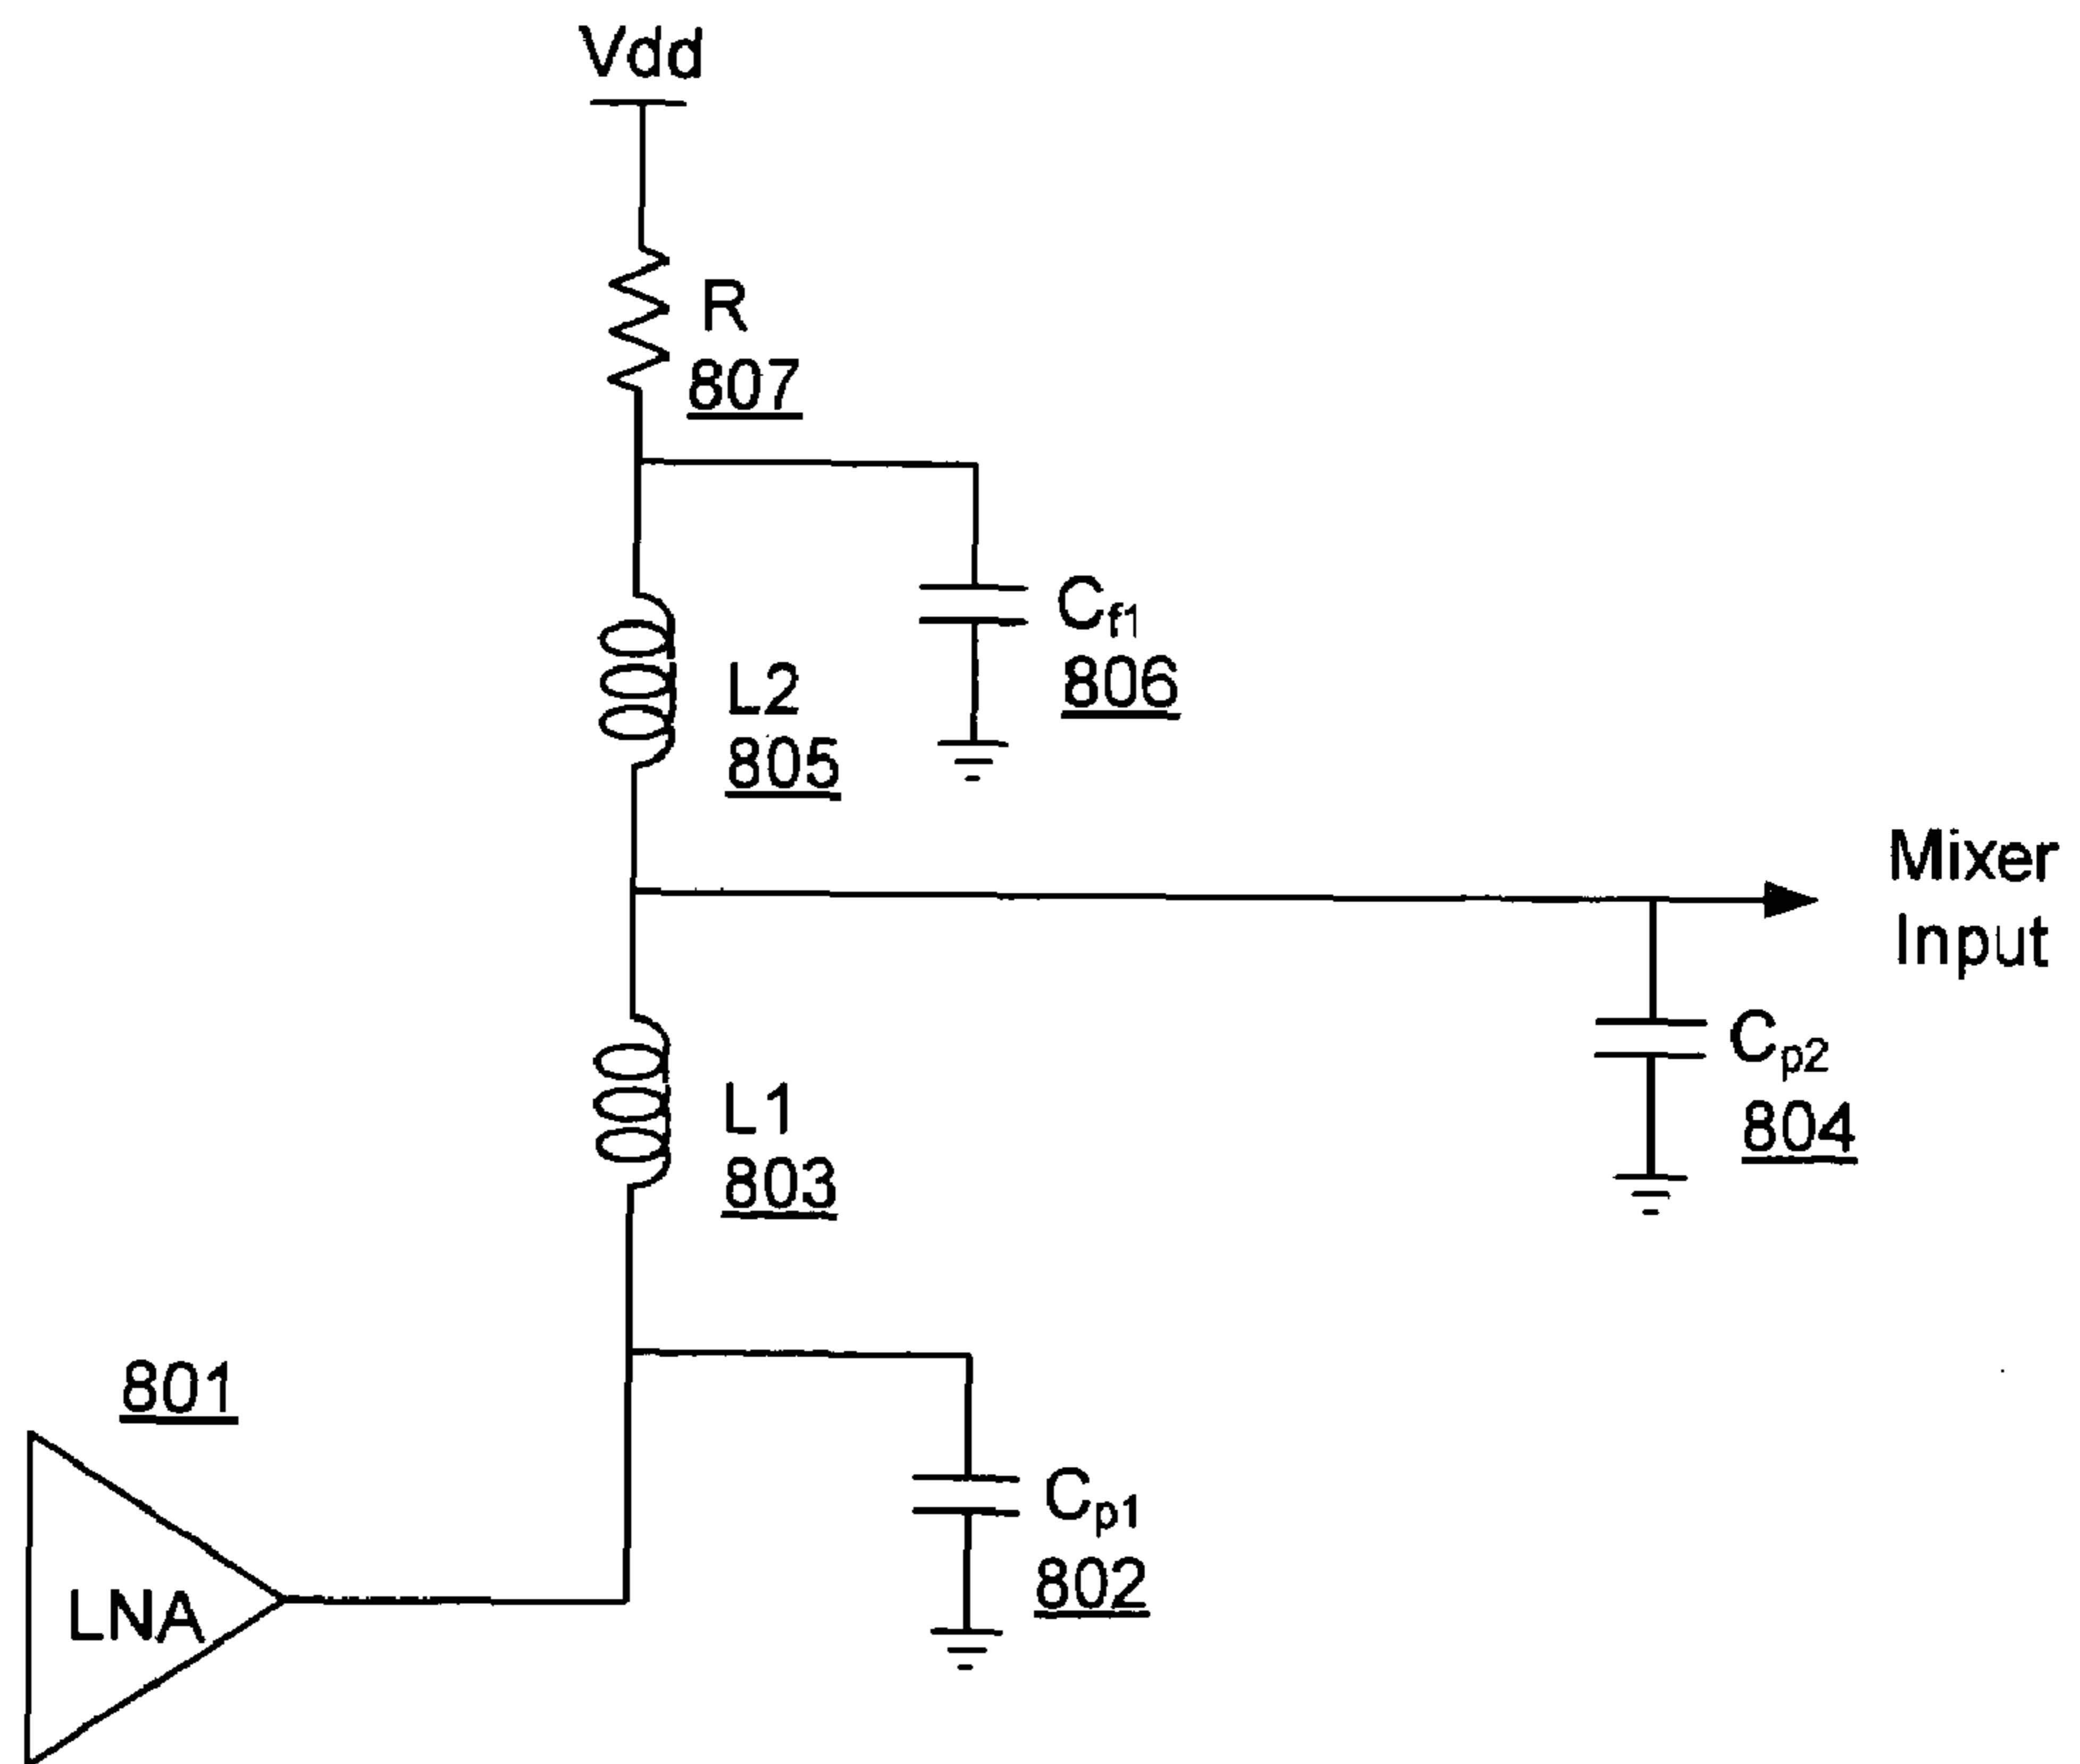 Vdd
R
807
Cf1
806
L2
805
Mixer
Input
Cp2
804
L1
803
801
Cp1
802
LNA